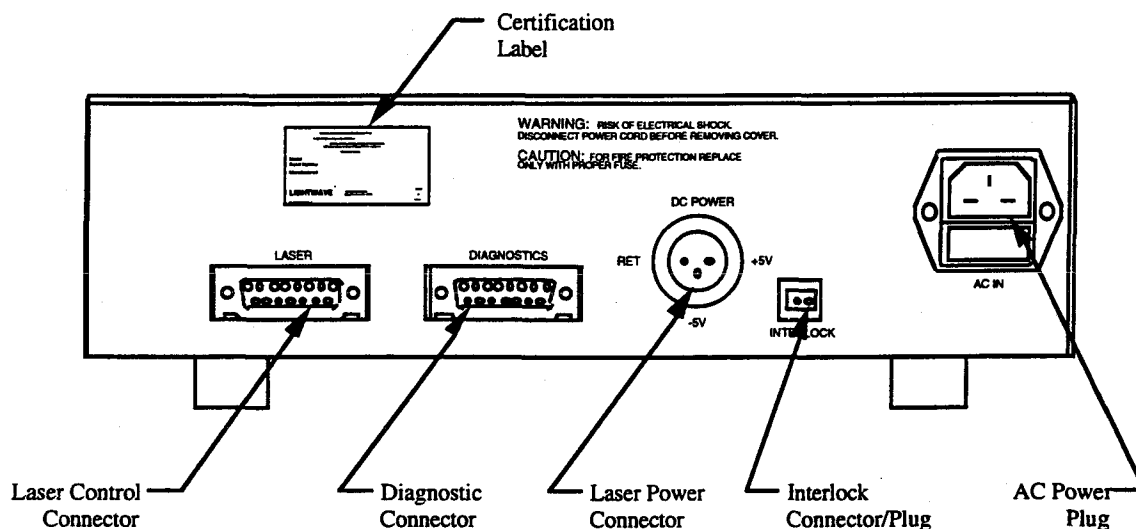 Certification
Label
WARNING: RISK OF ELECTRICAL SHOCK.
DISCONNECT POWER CORD BEFORE REMOVING COVER.
CAUTION: FOR FIRE PROTECTION REPLACE
ONLY WITH PROPER FUSE.
LIGHTWAVE
DC POWER
LASER
DIAGNOSTICS
RET
+5V
AC IN
-5V
INTERLOCK
Laser Control
Connector
Diagnostic
Connector
Laser Power
Connector
Interlock
Connector/Plug
AC Power
Plug